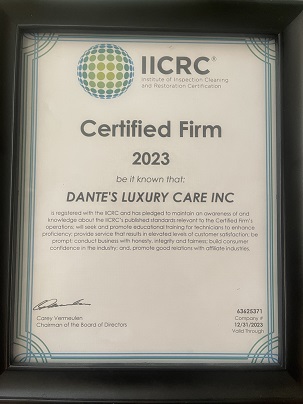 IICRC®
Institute of Inspection Cleaning
and Restoration Certification
Certified Firm
2023
be it known that:
DANTE'S LUXURY CARE INC
is registered with the IICRC and has pledged to maintain an awareness of and
knowledge about the IICRC's published standards relevant to the Certified Firm's
operations; will seek and promote educational training for technicians to enhance
proficiency; provide service that results in elevated levels of customer satisfaction; be
prompt; conduct business with honesty, integrity and fairness; build consumer
confidence in the industry; and, promote good relations with affiliate industries.
Carey Vermeulen
Chairman of the Board of Directors
63625371
Company #
12/31/2023
Valid Through